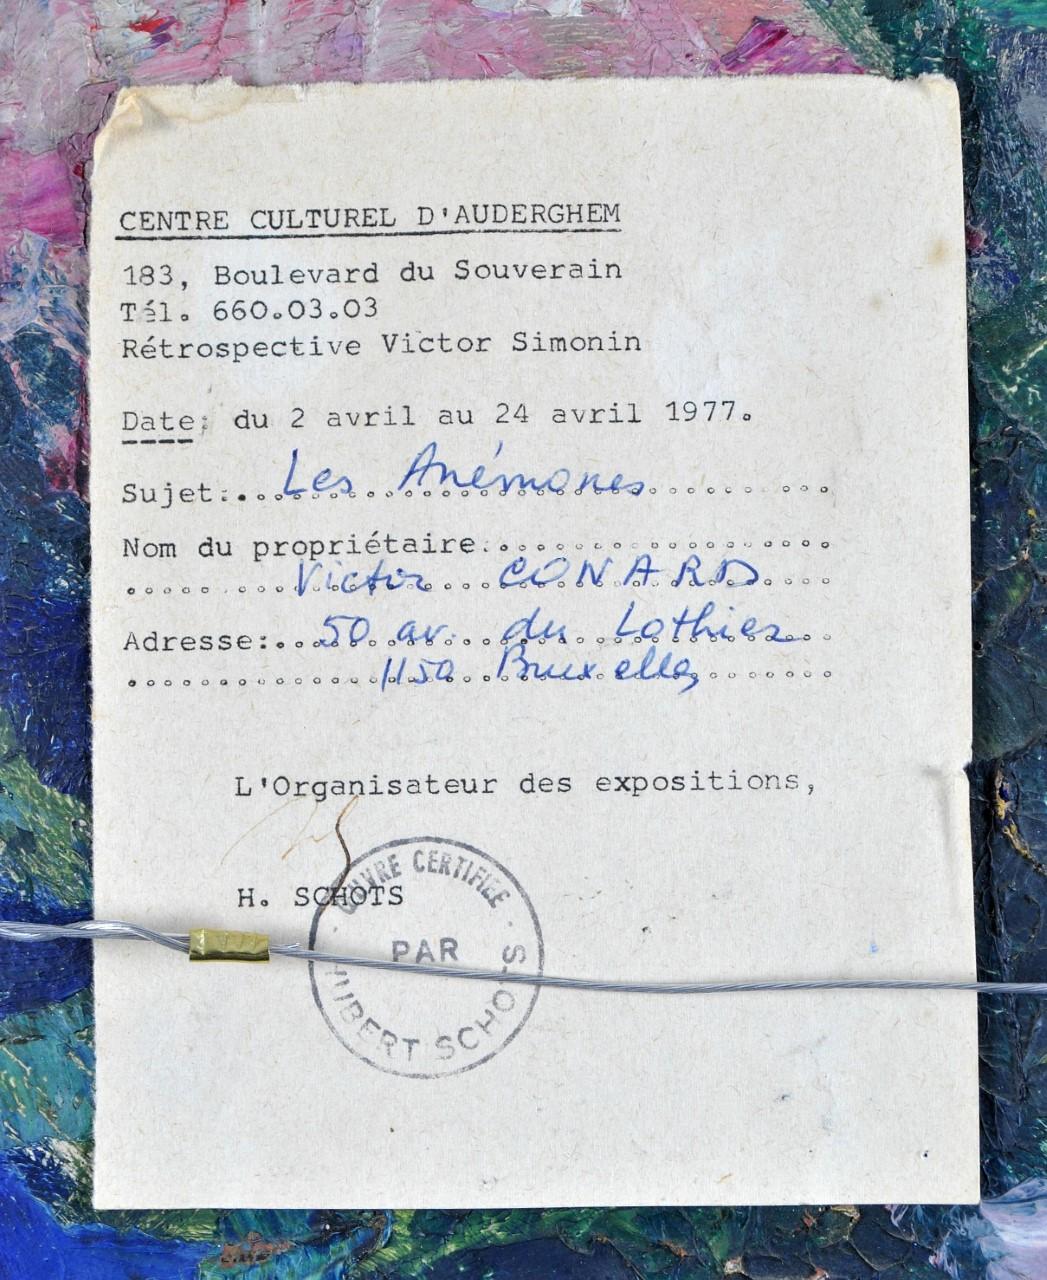 CENTRE CULTUREL D'AUDERGHEM
183, Boulevard du Souverain
Tél. 660.03.03
Rétrospective Victor Simonin
Date: du 2 avril au 24 avril 1977.
Sujet: Les Anémones
Nom du propriétaire:
Victor CONARD
Adresse: 50 av. du Lothier
1150 Bruxelles
L'Organisateur des expositions,
H. SCHOTS
OEUVRE CERTIFIEE
PAR
HUBERT SCHOTS